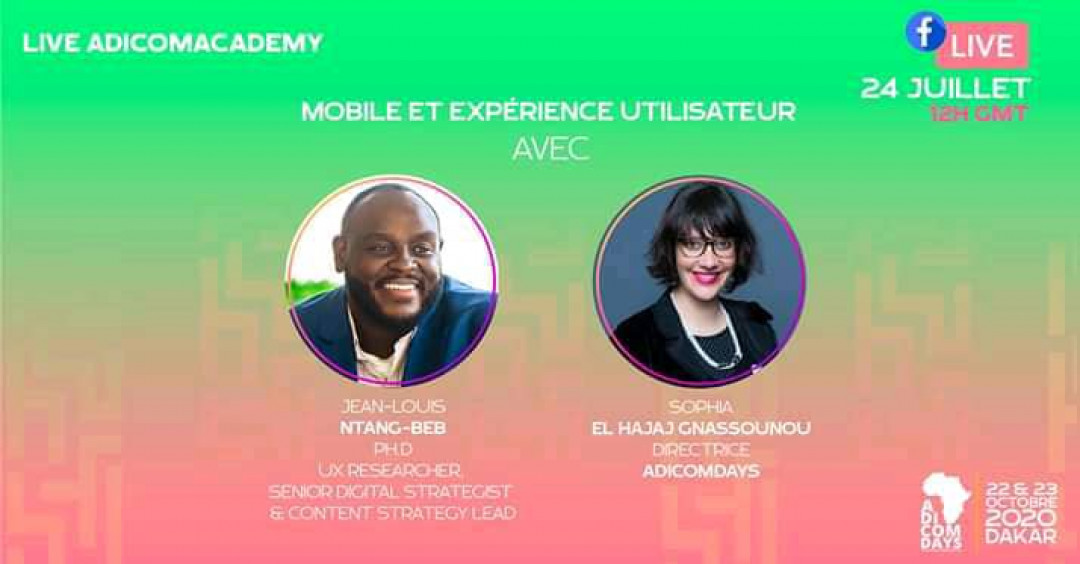 LIVE ADICOMACADEMY
LIVE
24 JUILLET
12H GMT
MOBILE ET EXPÉRIENCE UTILISATEUR
AVEC
JEAN-LOUIS
NTANG-BEB
PH.D
UX RESEARCHER,
SENIOR DIGITAL STRATEGIST
& CONTENT STRATEGY LEAD
SOPHIA
EL HAJAJ GNASSOUNOU
DIRECTRICE
ADICOMDAYS
A
DI
COM
DAYS
22 & 23
OCTOBRE
2020
DAKAR